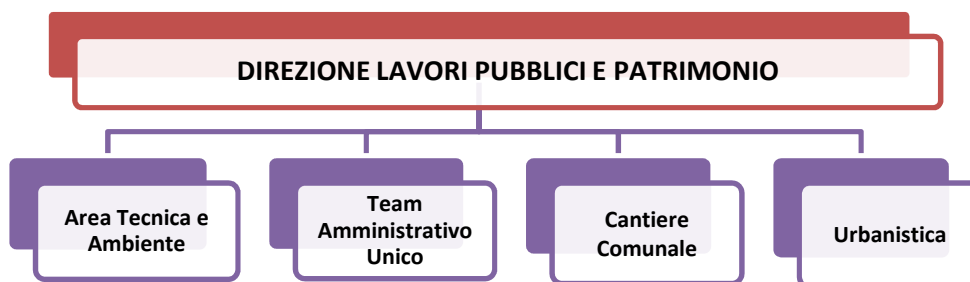 DIREZIONE LAVORI PUBBLICI E PATRIMONIO
Area Tecnica e
Ambiente
Team
Amministrativo
Unico
Cantiere
Comunale
Urbanistica